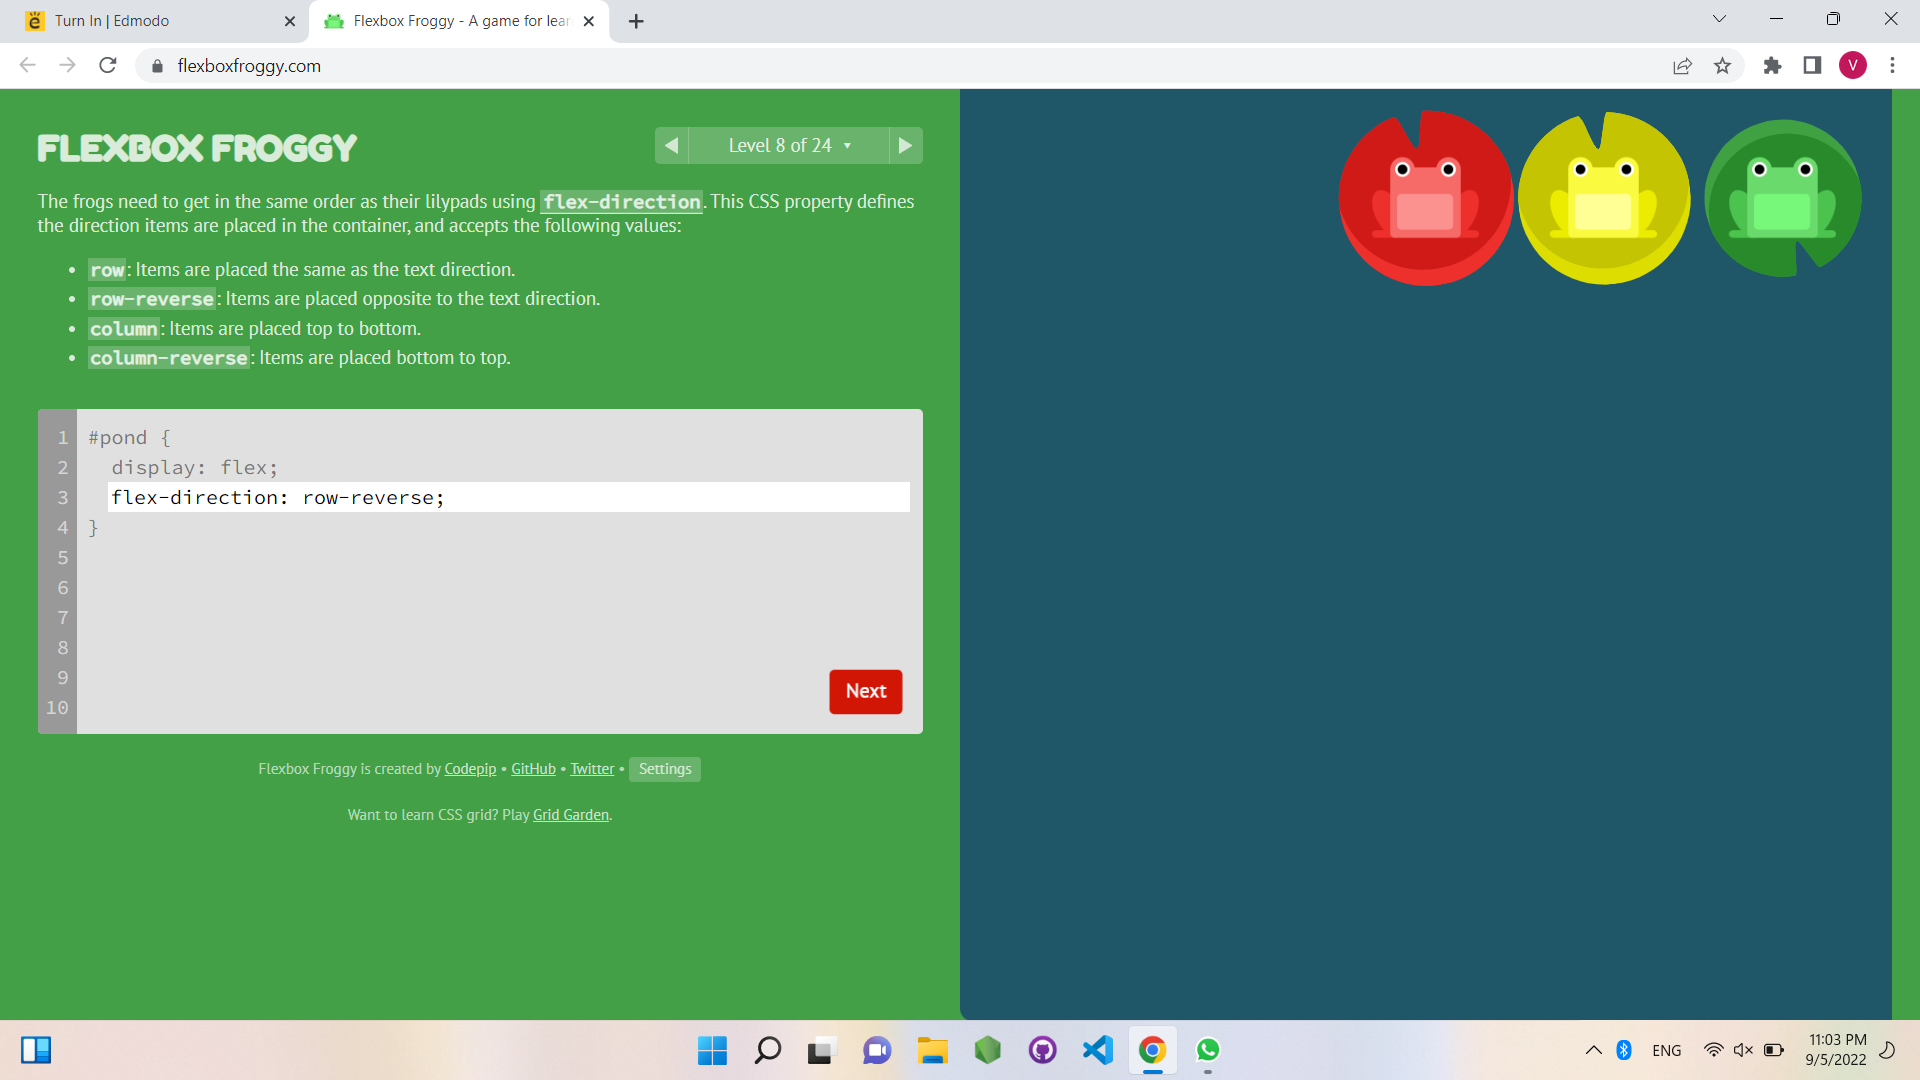 Turn In | Edmodo
Flexbox Froggy - A game for lear
flexboxfroggy.com
V
FLEXBOX FROGGY
Level 8 of 24
The frogs need to get in the same order as their lilypads using flex-direction. This CSS property defines
the direction items are placed in the container, and accepts the following values:
• row: Items are placed the same as the text direction.
• row-reverse: Items are placed opposite to the text direction.
• column: Items are placed top to bottom.
• column-reverse: Items are placed bottom to top.
1 #pond {
2 display: flex;
3 flex-direction: row-reverse;
4 }
5
6
7
8
9
10
Next
Flexbox Froggy is created by Codepip • GitHub • Twitter • Settings
Want to learn CSS grid? Play Grid Garden.
ENG
11:03 PM
9/5/2022